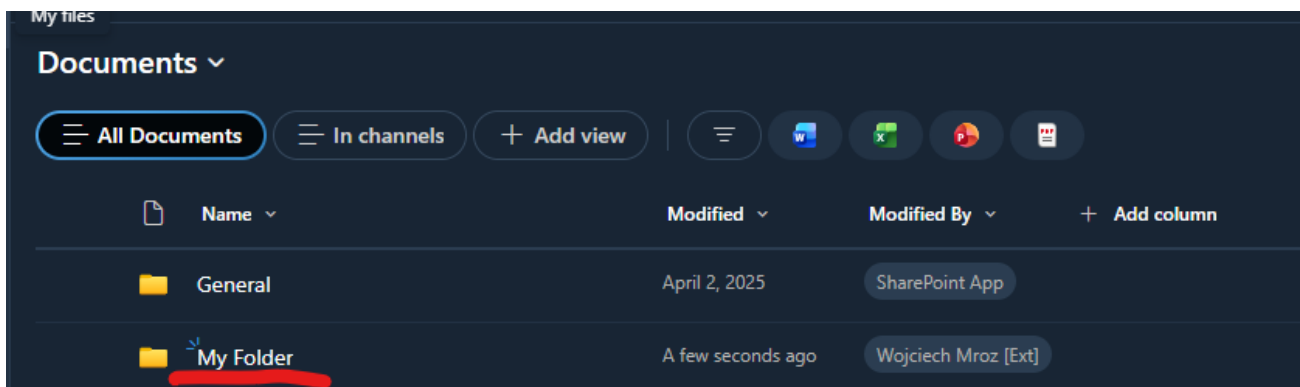 My files
Documents
All Documents In channels + Add view
Name Modified Modified By + Add column
General April 2, 2025 SharePoint App
My Folder A few seconds ago Wojciech Mroz [Ext]